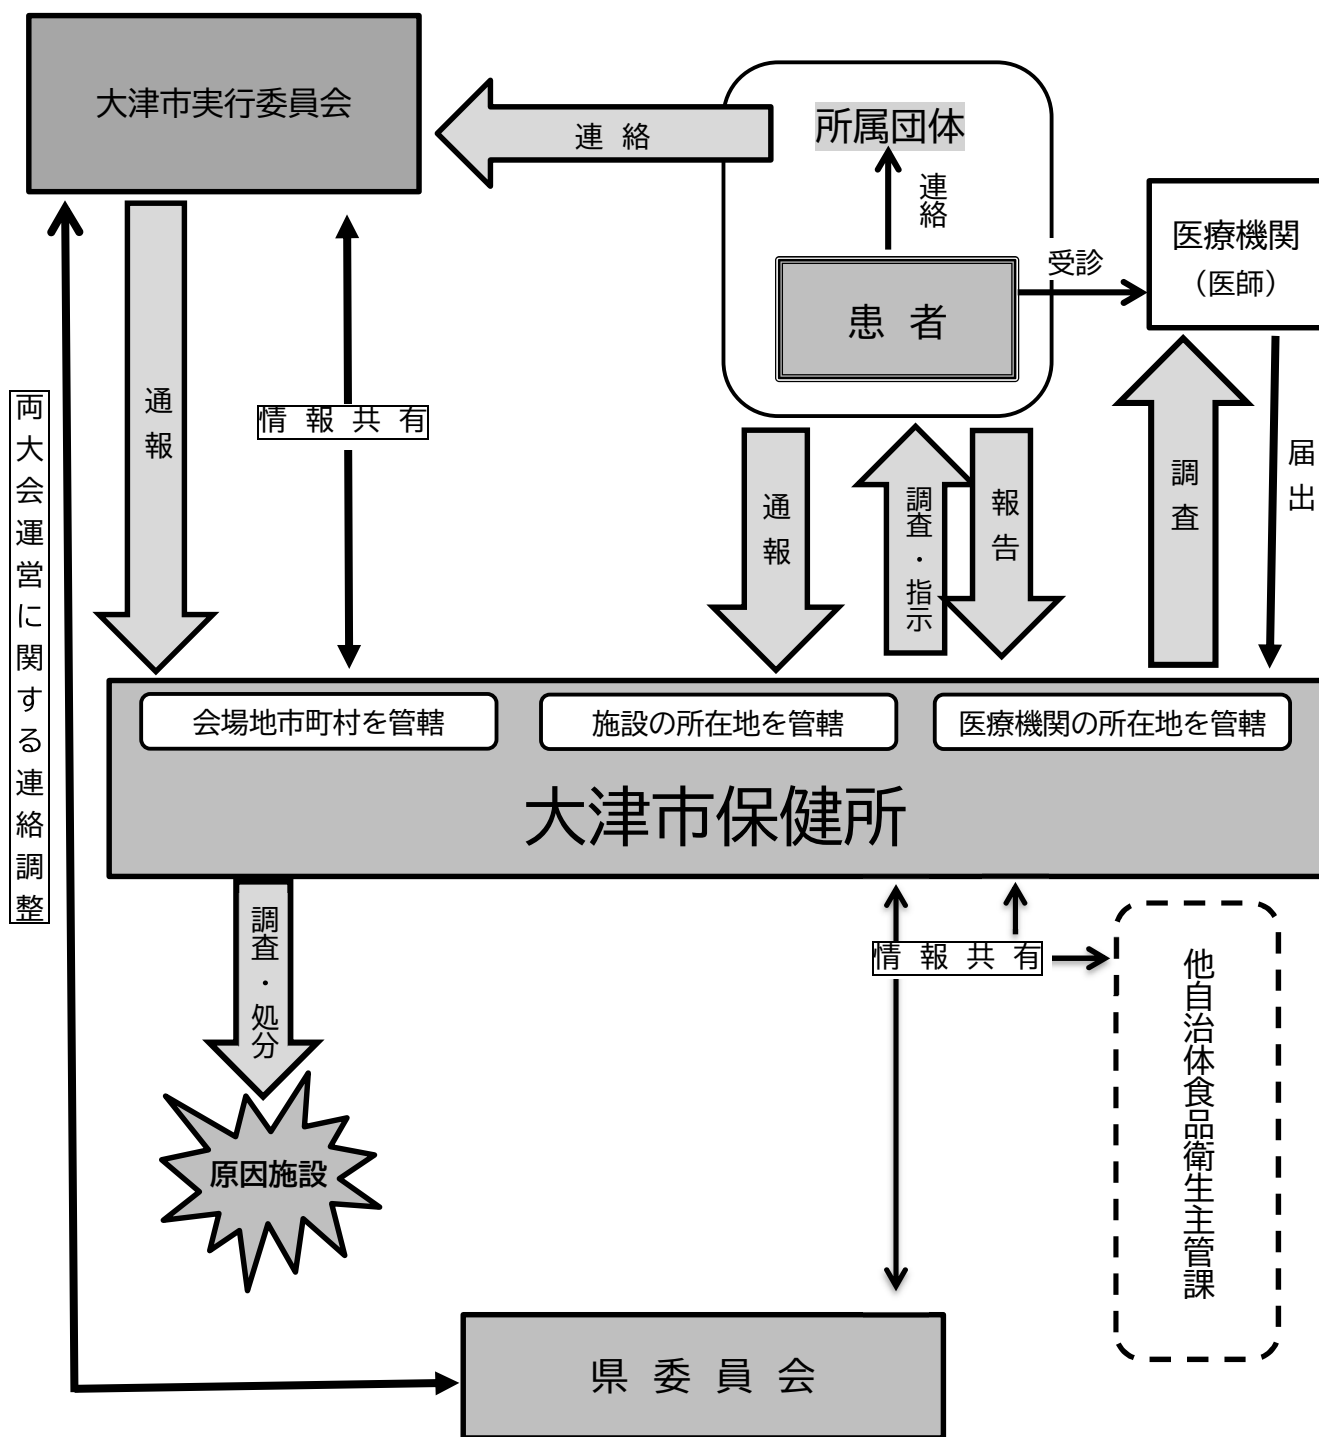 大津市実行委員会
連絡
所属団体
連絡
患者
受診
医療機関
（医師）
通報
情報共有
両大会運営に関する連絡調整
通報
調査・指示
報告
調査
届出
会場地市町村を管轄
施設の所在地を管轄
医療機関の所在地を管轄
大津市保健所
調査・処分
情報共有
他自治体食品衛生主管課
原因施設
県委員会